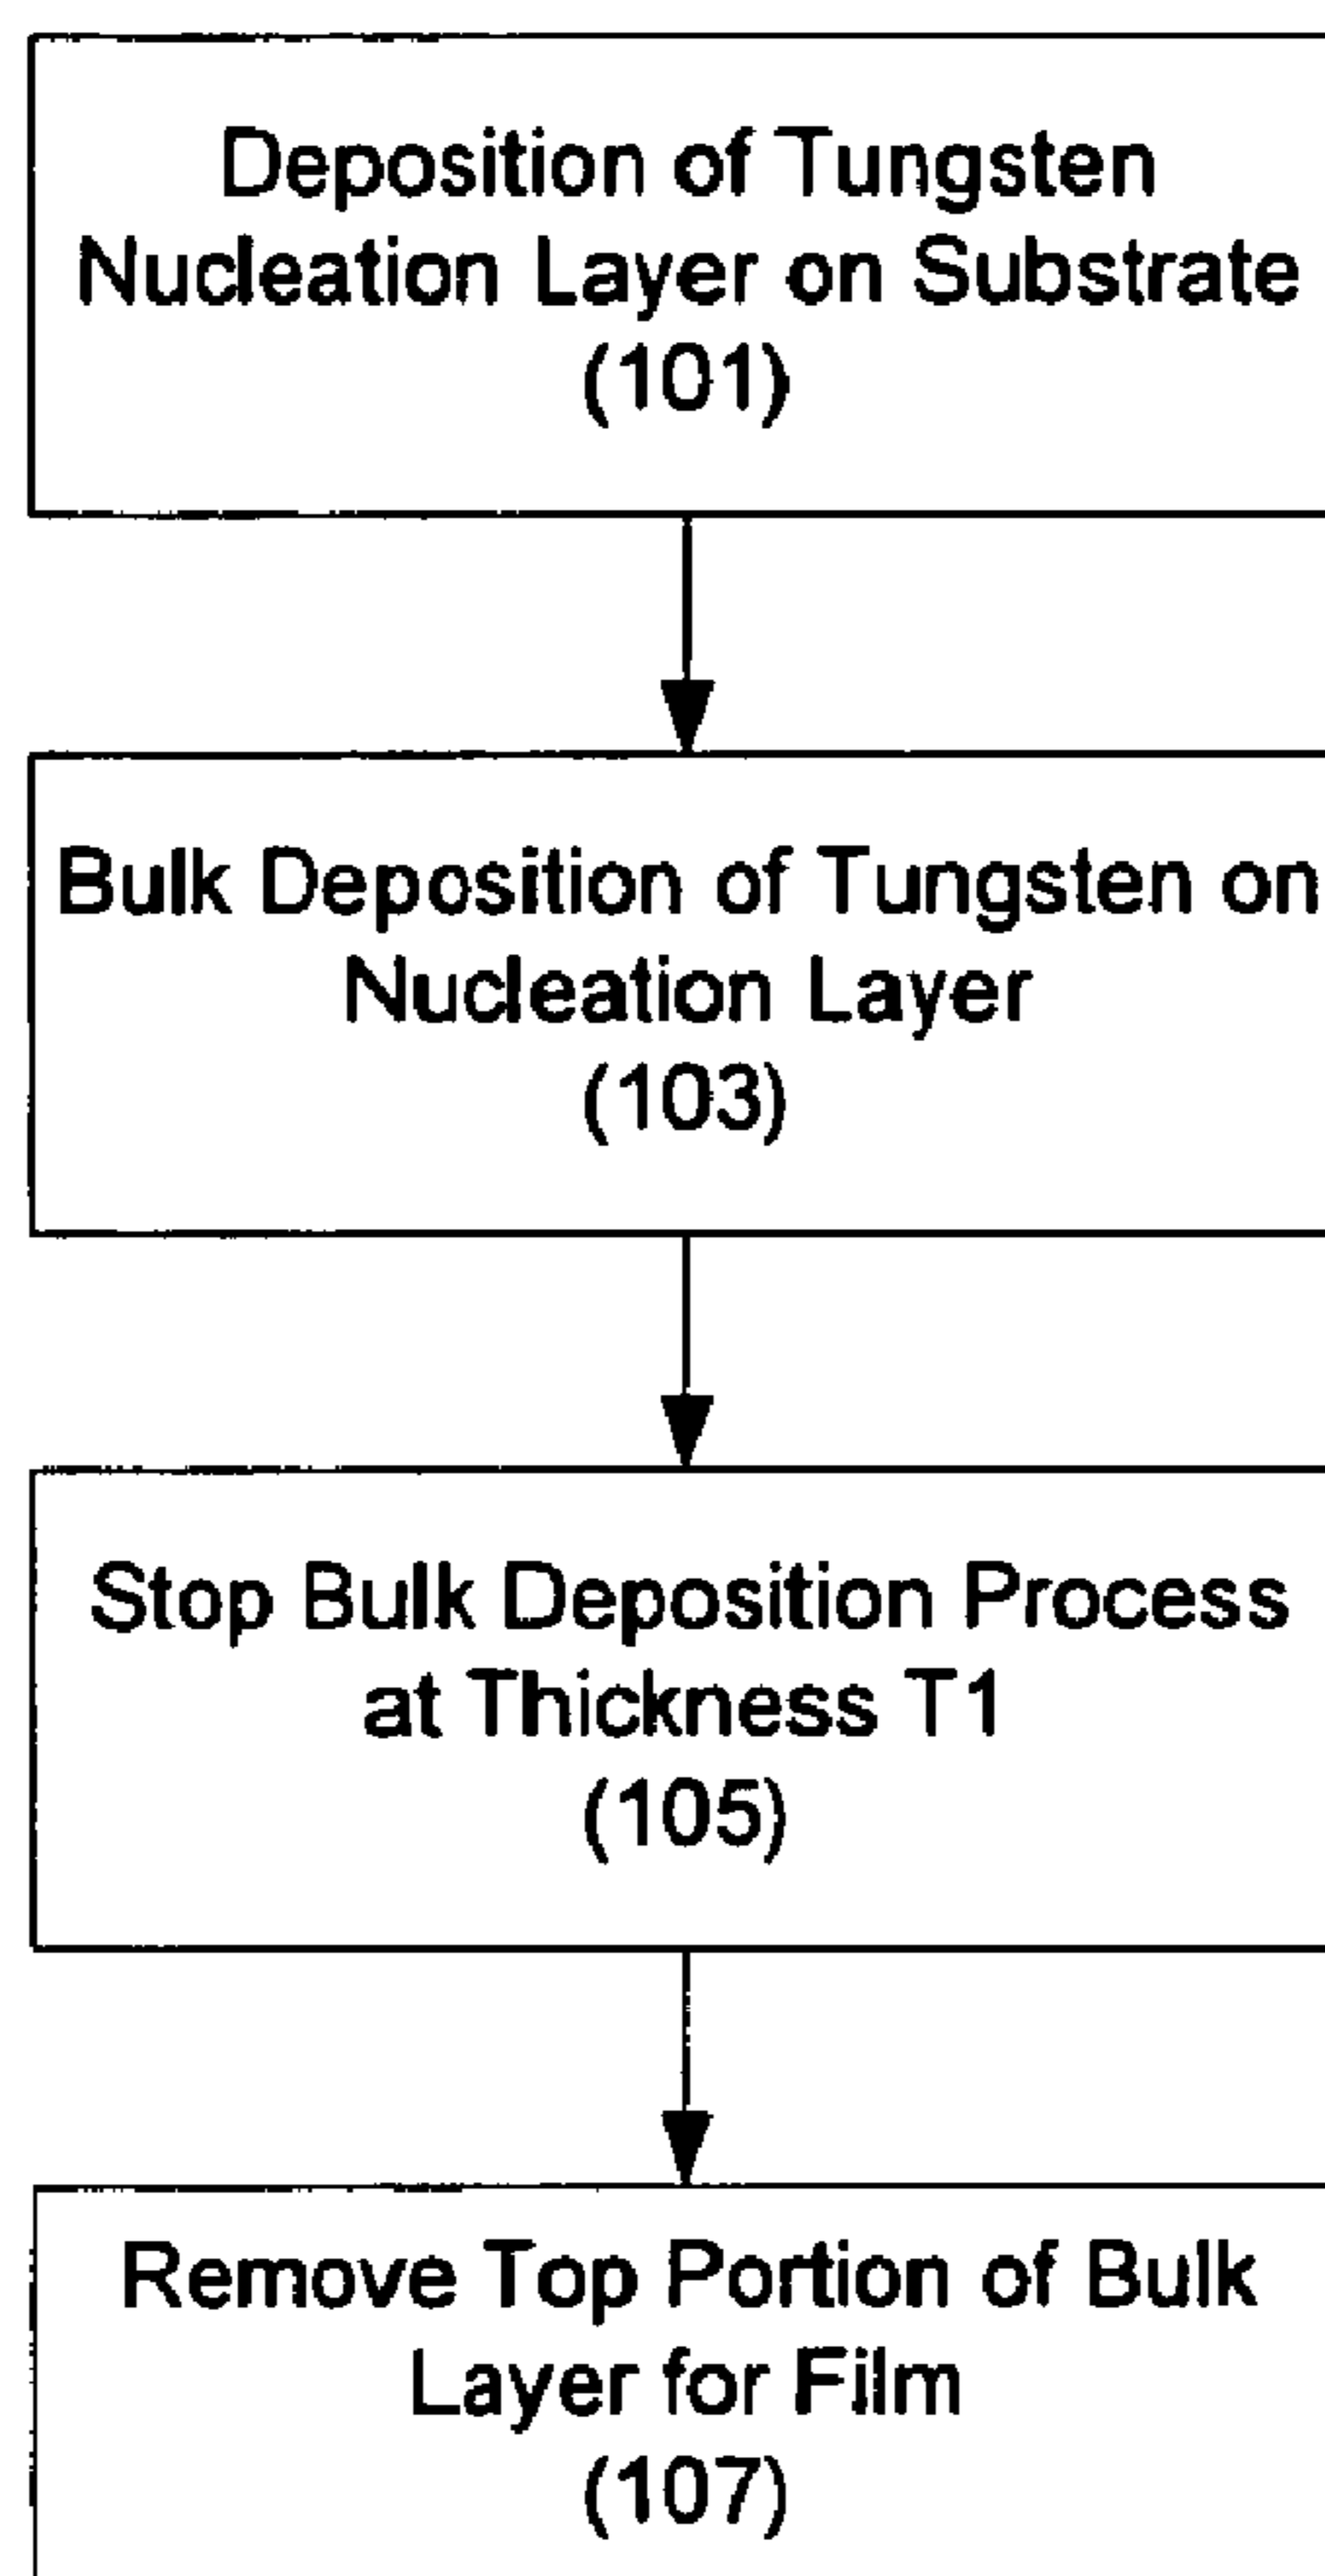 Deposition of Tungsten
Nucleation Layer on Substrate
(101)
Bulk Deposition of Tungsten on
Nucleation Layer
(103)
Stop Bulk Deposition Process
at Thickness T1
(105)
Remove Top Portion of Bulk
Layer for Film
(107)